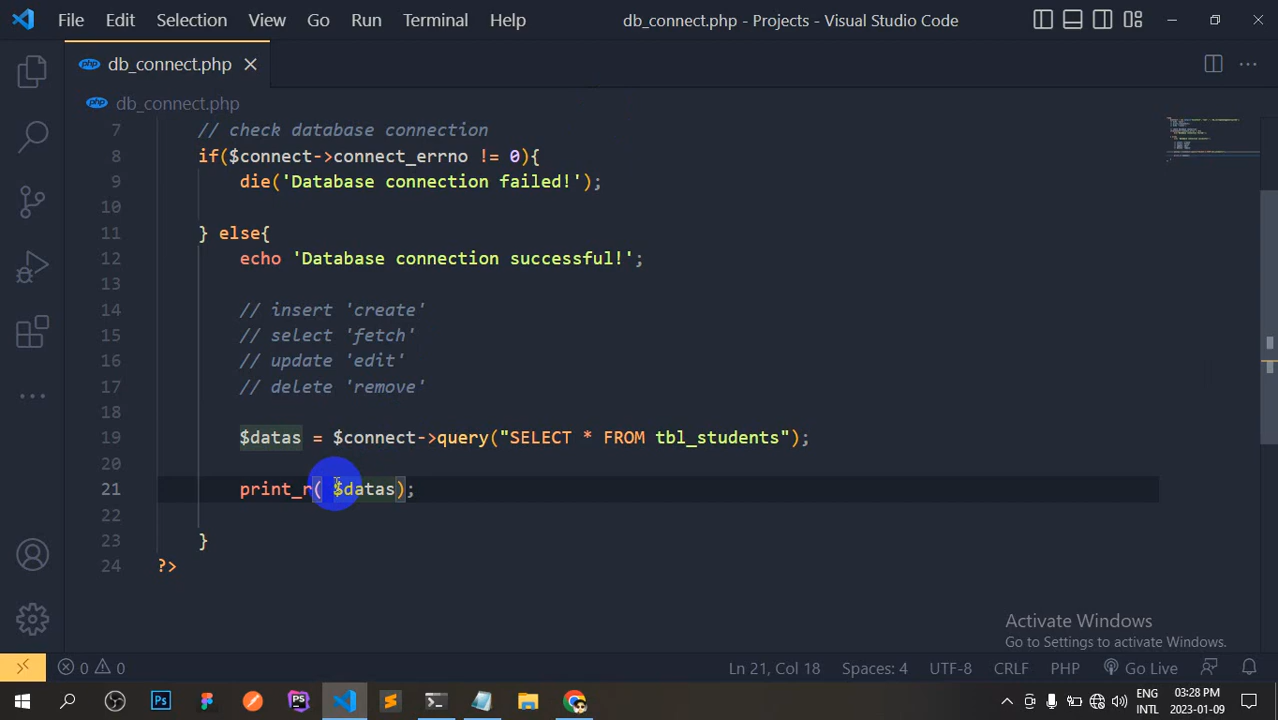 File Edit Selection View Go Run Terminal Help db_connect.php - Projects - Visual Studio Code
db_connect.php
db_connect.php
7 // check database connection
8 if($connect->connect_errno != 0){
9 die('Database connection failed!');
10
11 } else{
12 echo 'Database connection successful!';
13
14 // insert 'create'
15 // select 'fetch'
16 // update 'edit'
17 // delete 'remove'
18
19 $datas = $connect->query("SELECT * FROM tbl_students");
20
21 print_r( $datas);
22
23 }
24 ?>
Activate Windows
Go to Settings to activate Windows.
0 0 Ln 21, Col 18 Spaces: 4 UTF-8 CRLF PHP Go Live
Ps PS ENG INTL 03:28 PM 2023-01-09